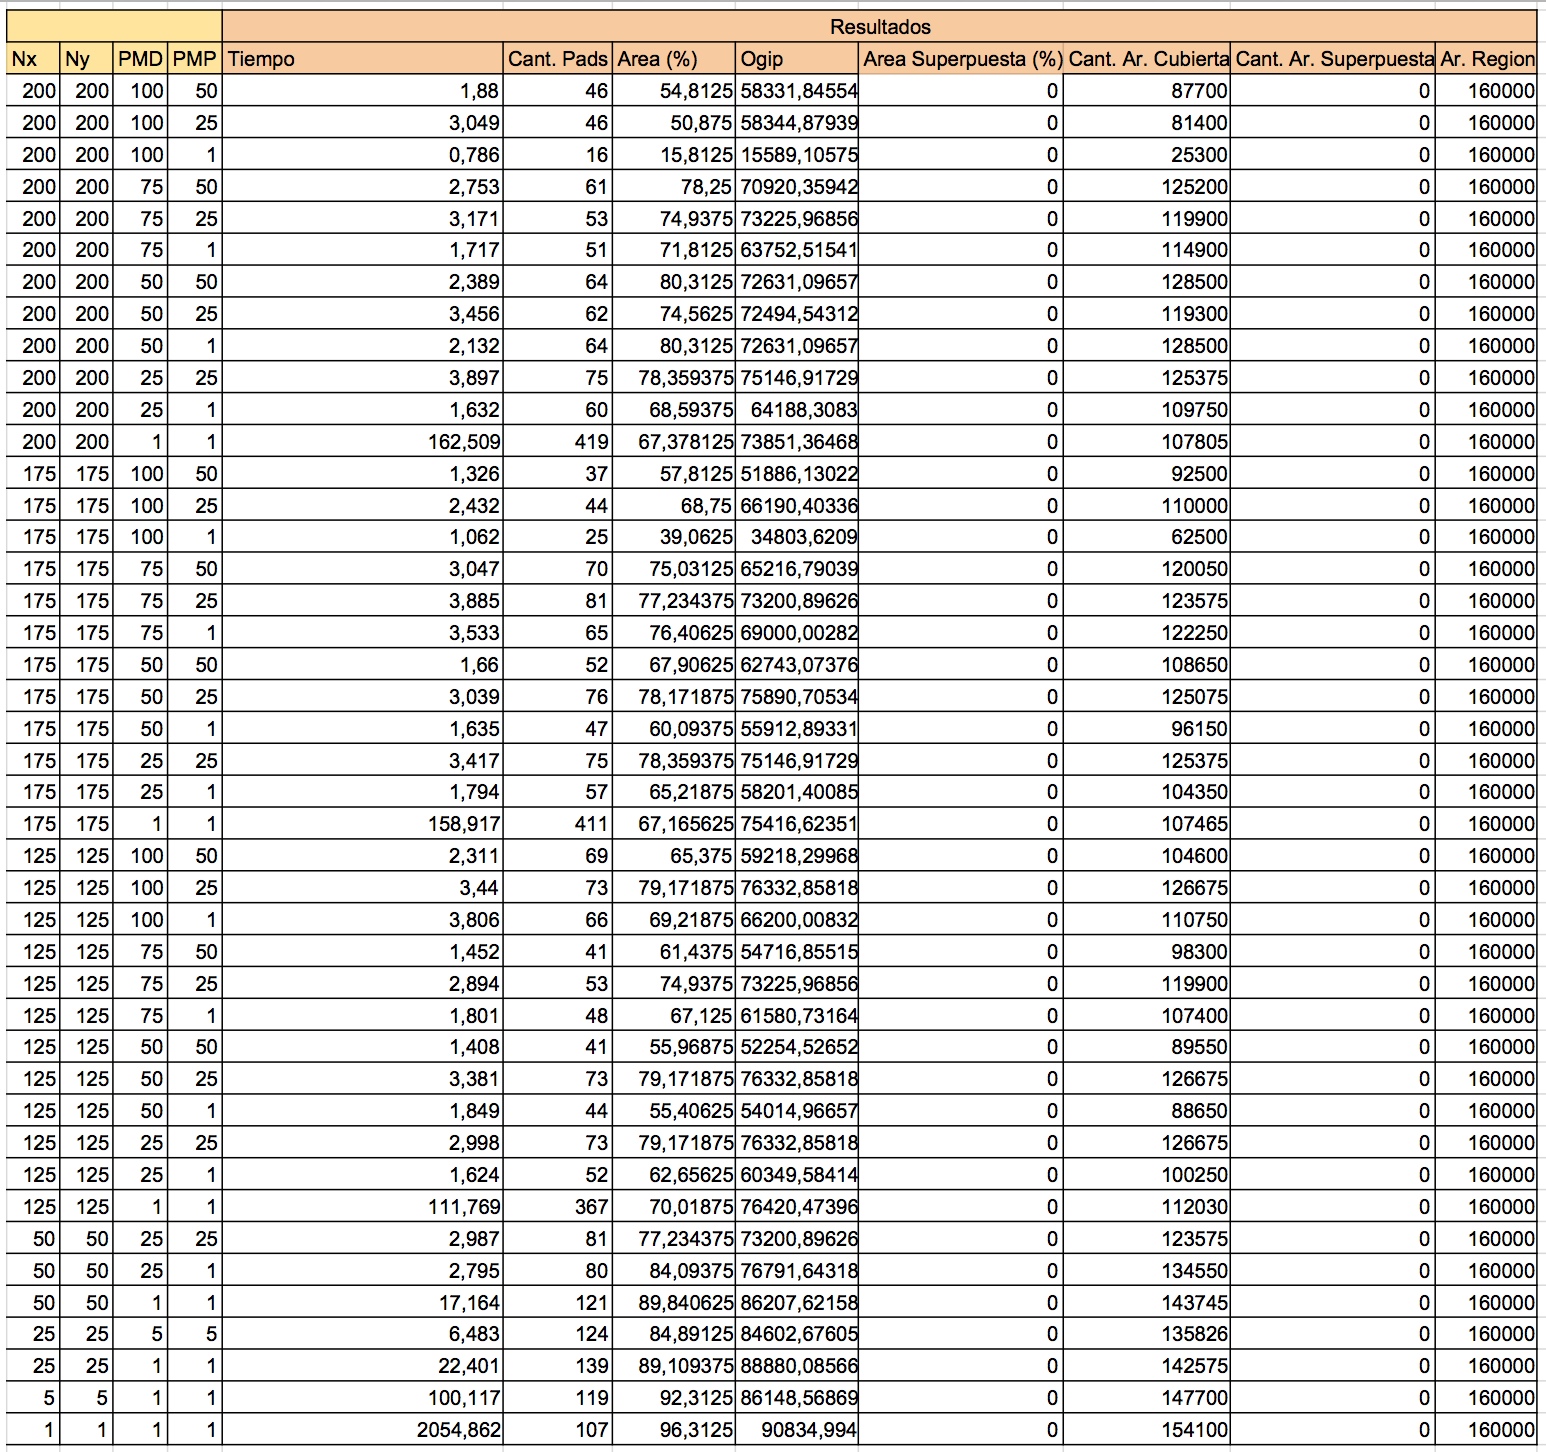 Resultados
Nx Ny PMD PMP Tiempo Cant. Pads Area (%) Ogip Area Superpuesta (%) Cant. Ar. Cubierta Cant. Ar. Superpuesta Ar. Region
200 200 100 50 1,88 46 54,8125 58331,84554 0 87700 0 160000
200 200 100 25 3,049 46 50,875 58344,87939 0 81400 0 160000
200 200 100 1 0,786 16 15,8125 15589,10575 0 25300 0 160000
200 200 75 50 2,753 61 78,25 70920,35942 0 125200 0 160000
200 200 75 25 3,171 53 74,9375 73225,96856 0 119900 0 160000
200 200 75 1 1,717 51 71,8125 63752,51541 0 114900 0 160000
200 200 50 50 2,389 64 80,3125 72631,09657 0 128500 0 160000
200 200 50 25 3,456 62 74,5625 72494,54312 0 119300 0 160000
200 200 50 1 2,132 64 80,3125 72631,09657 0 128500 0 160000
200 200 25 25 3,897 75 78,359375 75146,91729 0 125375 0 160000
200 200 25 1 1,632 60 68,59375 64188,3083 0 109750 0 160000
200 200 1 1 162,509 419 67,378125 73851,36468 0 107805 0 160000
175 175 100 50 1,326 37 57,8125 51886,13022 0 92500 0 160000
175 175 100 25 2,432 44 68,75 66190,40336 0 110000 0 160000
175 175 100 1 1,062 25 39,0625 34803,6209 0 62500 0 160000
175 175 75 50 3,047 70 75,03125 65216,79039 0 120050 0 160000
175 175 75 25 3,885 81 77,234375 73200,89626 0 123575 0 160000
175 175 75 1 3,533 65 76,40625 69000,00282 0 122250 0 160000
175 175 50 50 1,66 52 67,90625 62743,07376 0 108650 0 160000
175 175 50 25 3,039 76 78,171875 75890,70534 0 125075 0 160000
175 175 50 1 1,635 47 60,09375 55912,89331 0 96150 0 160000
175 175 25 25 3,417 75 78,359375 75146,91729 0 125375 0 160000
175 175 25 1 1,794 57 65,21875 58201,40085 0 104350 0 160000
175 175 1 1 158,917 411 67,165625 75416,62351 0 107465 0 160000
125 125 100 50 2,311 69 65,375 59218,29968 0 104600 0 160000
125 125 100 25 3,44 73 79,171875 76332,85818 0 126675 0 160000
125 125 100 1 3,806 66 69,21875 66200,00832 0 110750 0 160000
125 125 75 50 1,452 41 61,4375 54716,85515 0 98300 0 160000
125 125 75 25 2,894 53 74,9375 73225,96856 0 119900 0 160000
125 125 75 1 1,801 48 67,125 61580,73164 0 107400 0 160000
125 125 50 50 1,408 41 55,96875 52254,52652 0 89550 0 160000
125 125 50 25 3,381 73 79,171875 76332,85818 0 126675 0 160000
125 125 50 1 1,849 44 55,40625 54014,96657 0 88650 0 160000
125 125 25 25 2,998 73 79,171875 76332,85818 0 126675 0 160000
125 125 25 1 1,624 52 62,65625 60349,58414 0 100250 0 160000
125 125 1 1 111,769 367 70,01875 76420,47396 0 112030 0 160000
50 50 25 25 2,987 81 77,234375 73200,89626 0 123575 0 160000
50 50 25 1 2,795 80 84,09375 76791,64318 0 134550 0 160000
50 50 1 1 17,164 121 89,840625 86207,62158 0 143745 0 160000
25 25 5 5 6,483 124 84,89125 84602,67605 0 135826 0 160000
25 25 1 1 22,401 139 89,109375 88880,08566 0 142575 0 160000
5 5 1 1 100,117 119 92,3125 86148,56869 0 147700 0 160000
1 1 1 1 2054,862 107 96,3125 90834,994 0 154100 0 160000